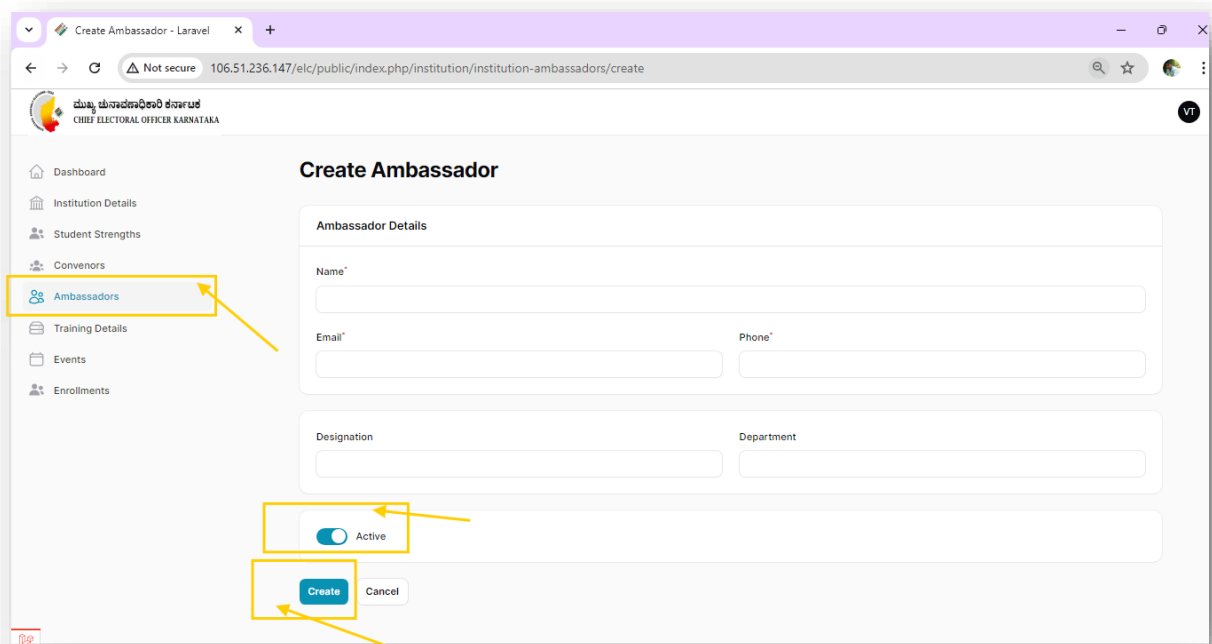 Create Ambassador - Laravel
Not secure 106.51.236.147/elc/public/index.php/institution/institution-ambassadors/create
ಮುಖ್ಯ ಚುನಾವಣಾಧಿಕಾರಿ ಕರ್ನಾಟಕ
CHIEF ELECTORAL OFFICER KARNATAKA
VT
Dashboard
Institution Details
Student Strengths
Convenors
Ambassadors
Training Details
Events
Enrollments
Create Ambassador
Ambassador Details
Name*
Email* Phone*
Designation Department
Active
Create Cancel